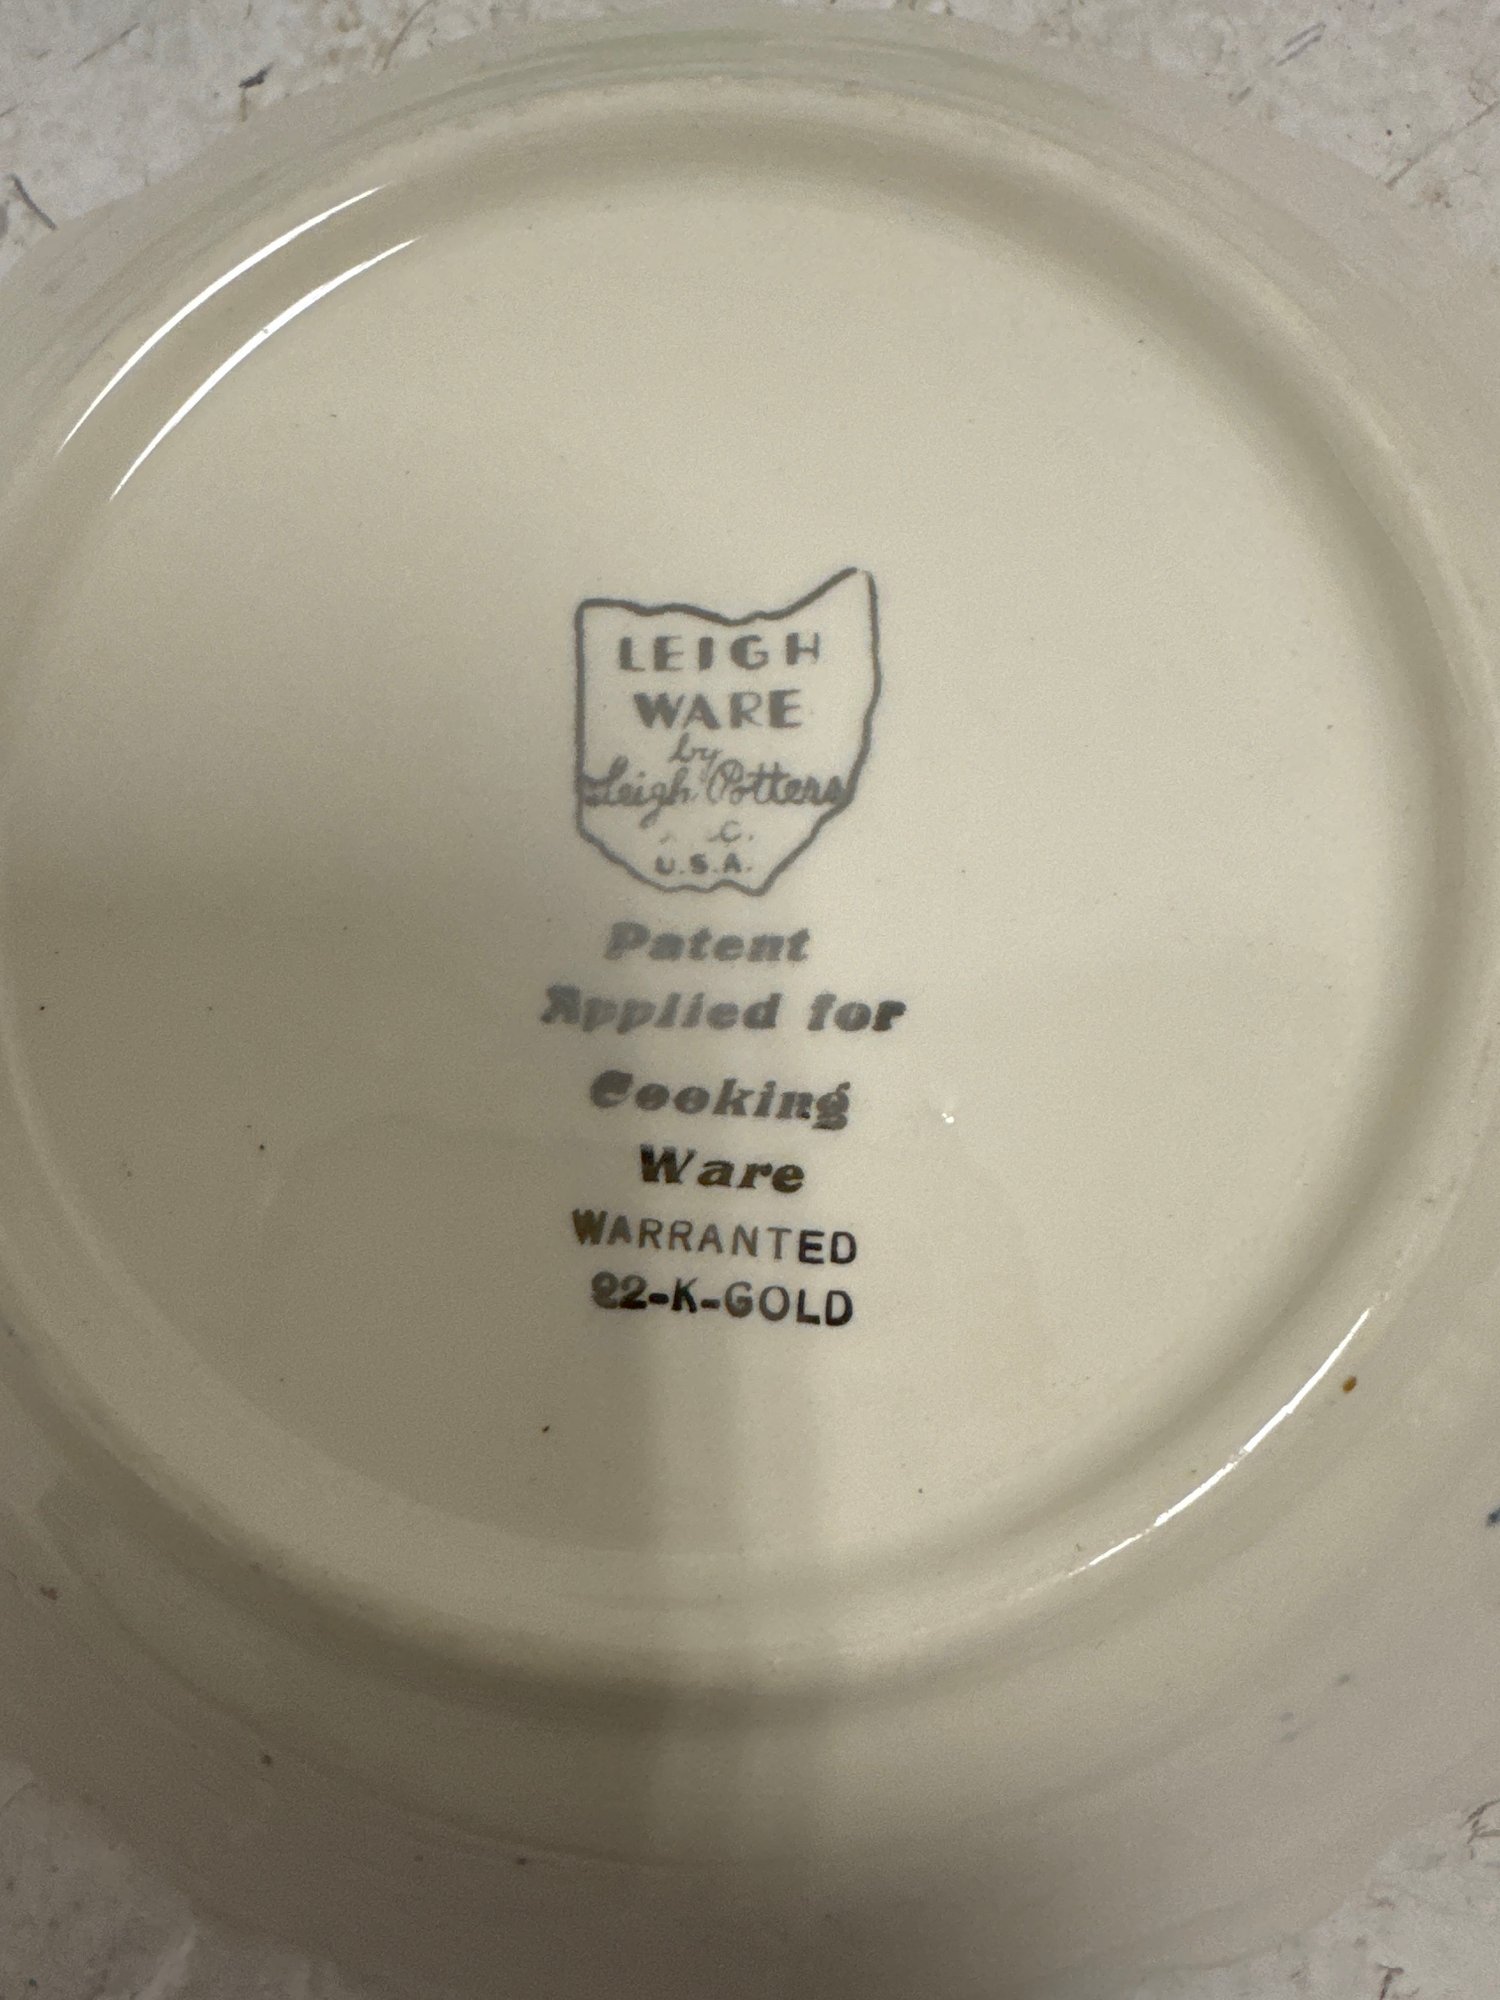 LEIGH
WARE
by
Leigh Potters
C.
U.S.A.
Patent
Applied for
Cooking
Ware
WARRANTED
22-K-GOLD